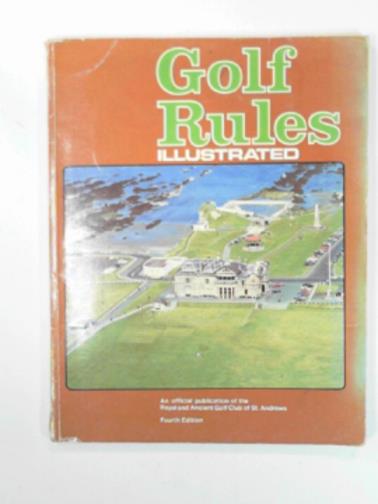 Golf
Rules
ILLUSTRATED
An official publication of the
Royal and Ancient Golf Club of St. Andrews
Fourth Edition